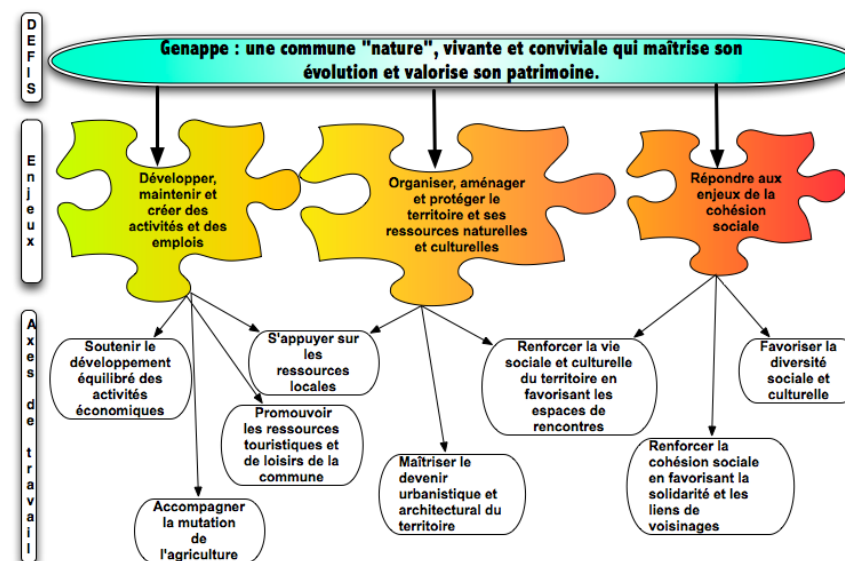 DEFIS
Genappe : une commune "nature", vivante et conviviale qui maîtrise son
évolution et valorise son patrimoine.
Enjeux
Développer,
maintenir et
créer des
activités et des
emplois
Organiser, aménager
et protéger le
territoire et ses
ressources naturelles
et culturelles
Répondre aux
enjeux de la
cohésion
sociale
Axes de travail
Soutenir le
développement
équilibré des
activités
économiques
S'appuyer sur
les
ressources
locales
Renforcer la vie
sociale et culturelle
du territoire en
favorisant les
espaces de
rencontres
Favoriser la
diversité
sociale et
culturelle
Promouvoir
les ressources
touristiques et
de loisirs de la
commune
Maîtriser le
devenir
urbanistique et
architectural du
territoire
Renforcer la
cohésion sociale
en favorisant la
solidarité et les
liens de
voisinages
Accompagner
la mutation
de
l'agriculture